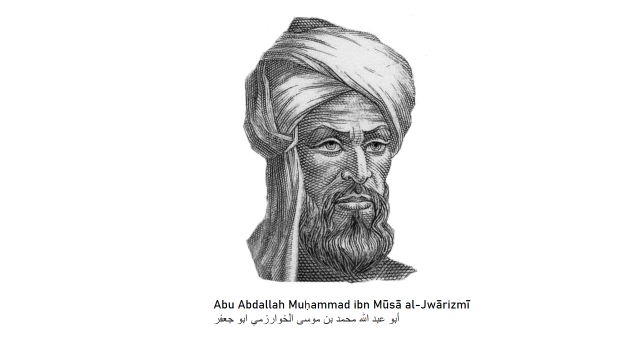 Abu Abdallah Muḥammad ibn Mūsā al-Jwārizmī
أبو عبد الله محمد بن موسى الخوارزمي ابو جعفر